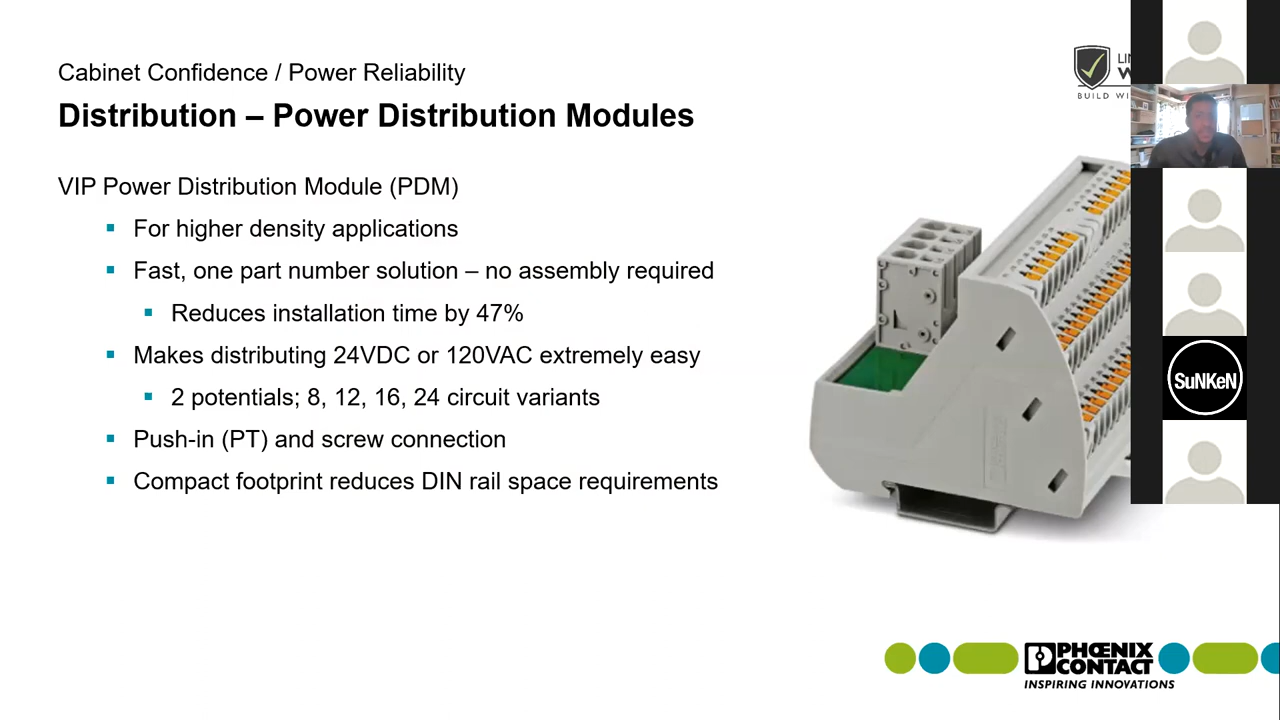 Cabinet Confidence / Power Reliability
Distribution – Power Distribution Modules
VIP Power Distribution Module (PDM)
For higher density applications
Fast, one part number solution – no assembly required
Reduces installation time by 47%
Makes distributing 24VDC or 120VAC extremely easy
2 potentials; 8, 12, 16, 24 circuit variants
Push-in (PT) and screw connection
Compact footprint reduces DIN rail space requirements
BUILD
SuNKeN
PHŒNIX
CONTACT
INSPIRING INNOVATIONS